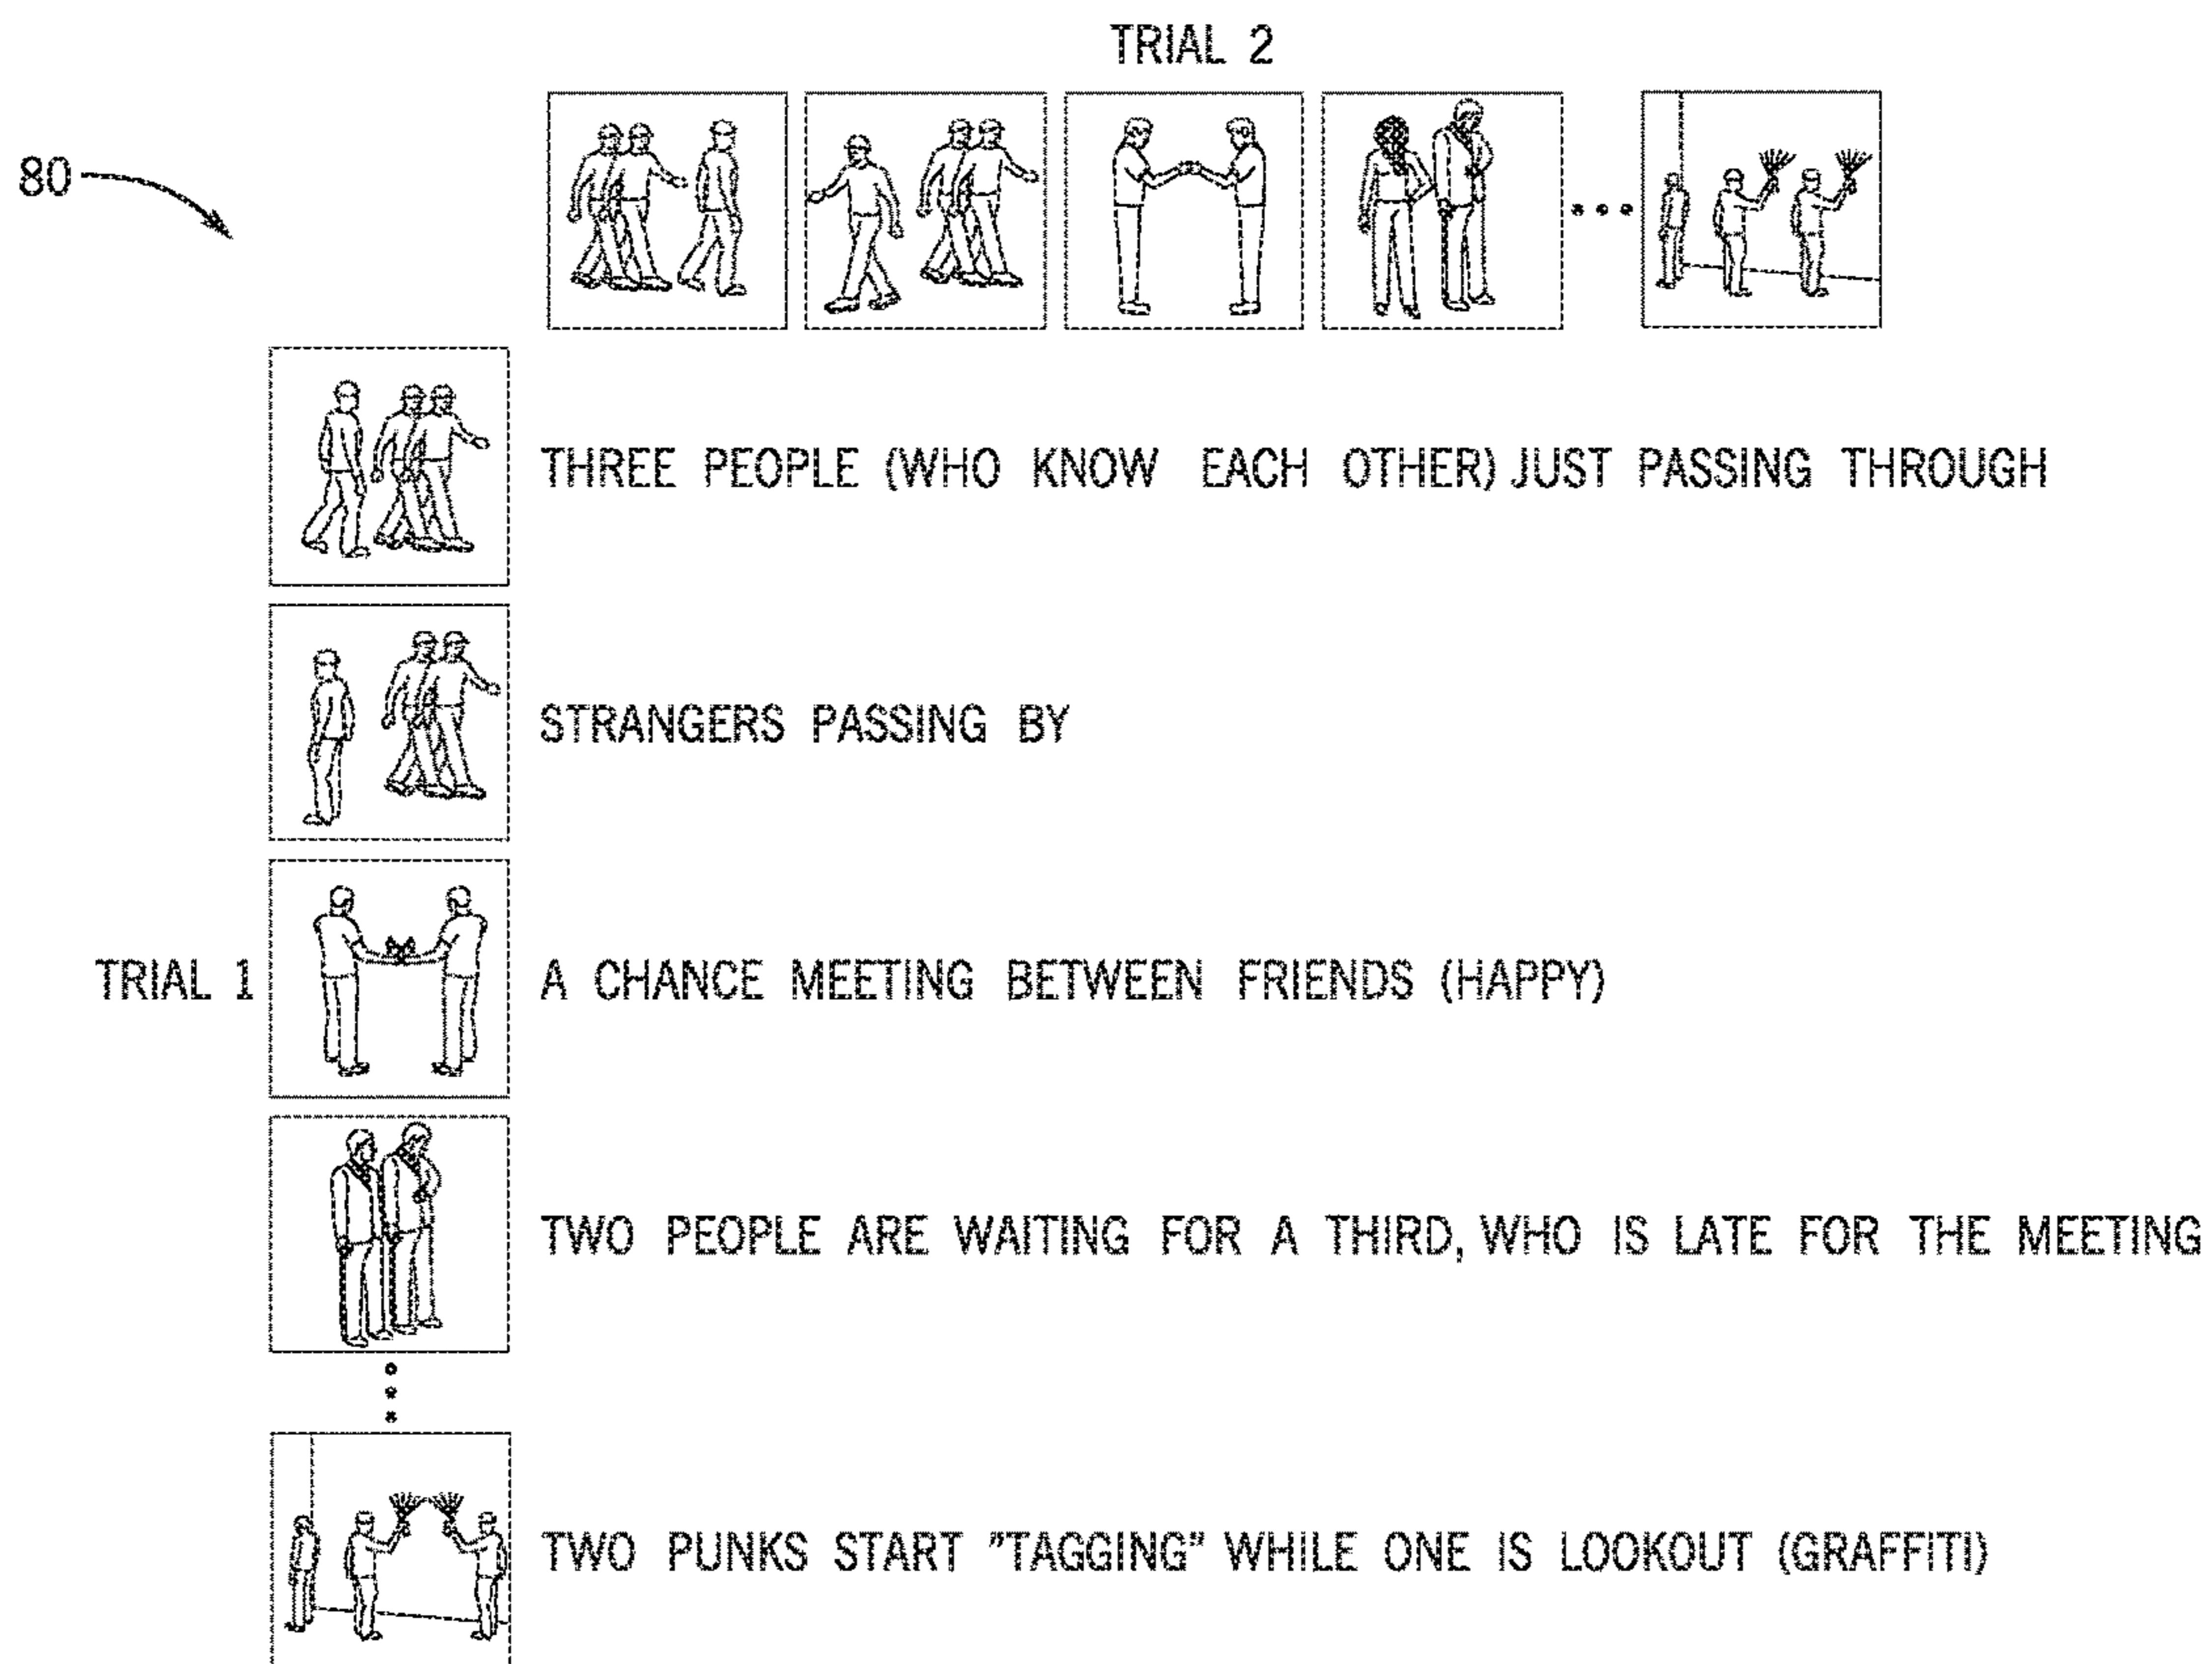 TRIAL 2
80
THREE PEOPLE (WHO KNOW EACH OTHER) JUST PASSING THROUGH
STRANGERS PASSING BY
TRIAL 1
A CHANCE MEETING BETWEEN FRIENDS (HAPPY)
TWO PEOPLE ARE WAITING FOR A THIRD, WHO IS LATE FOR THE MEETING
TWO PUNKS START "TAGGING" WHILE ONE IS LOOKOUT (GRAFFITI)